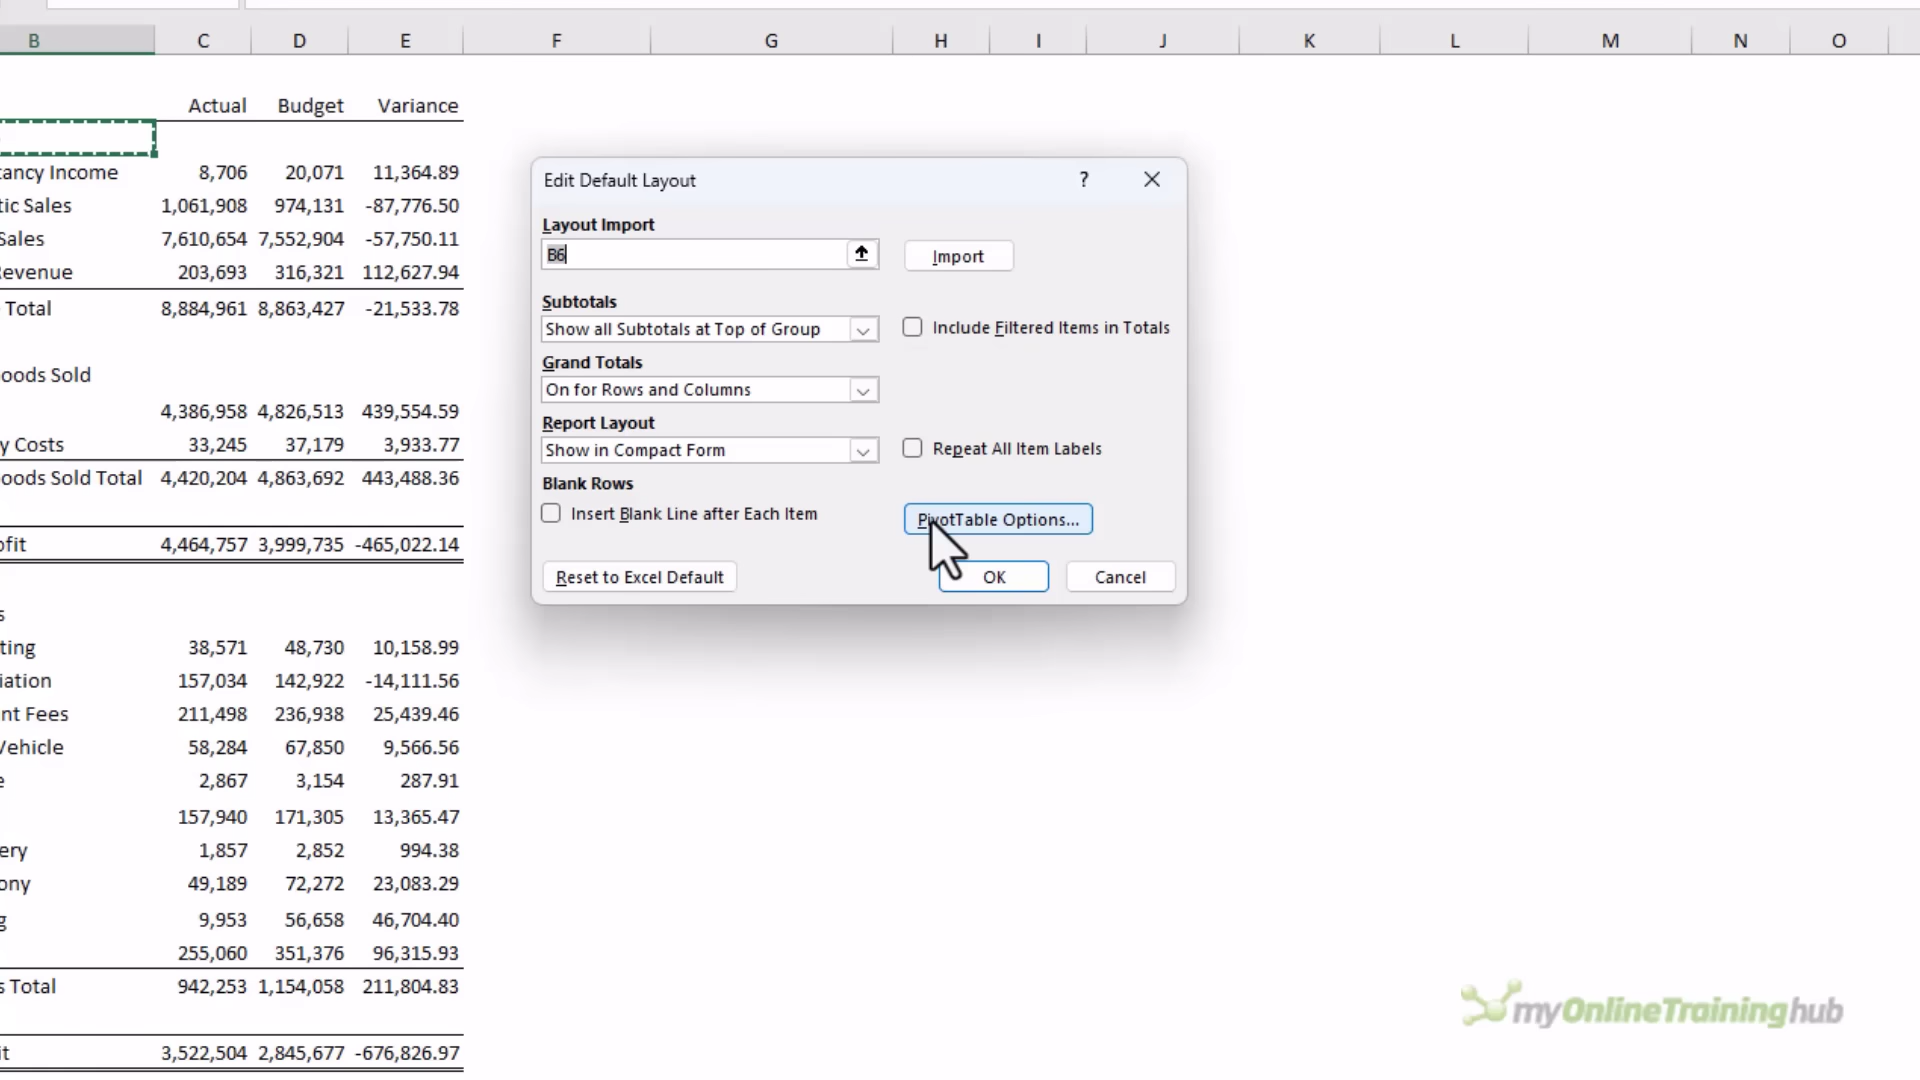 B C D E F G H I J K L M N O
Actual Budget Variance
tancy Income 8,706 20,071 11,364.89
tic Sales 1,061,908 974,131 -87,776.50
Sales 7,610,654 7,552,904 -57,750.11
Revenue 203,693 316,321 112,627.94
Total 8,884,961 8,863,427 -21,533.78
oods Sold
4,386,958 4,826,513 439,554.59
y Costs 33,245 37,179 3,933.77
oods Sold Total 4,420,204 4,863,692 443,488.36
ofit 4,464,757 3,999,735 -465,022.14
s
ting 38,571 48,730 10,158.99
iation 157,034 142,922 -14,111.56
nt Fees 211,498 236,938 25,439.46
Vehicle 58,284 67,850 9,566.56
e 2,867 3,154 287.91
157,940 171,305 13,365.47
ery 1,857 2,852 994.38
ony 49,189 72,272 23,083.29
g 9,953 56,658 46,704.40
255,060 351,376 96,315.93
s Total 942,253 1,154,058 211,804.83
it 3,522,504 2,845,677 -676,826.97
Edit Default Layout ?
Layout Import
B6 Import
Subtotals
Show all Subtotals at Top of Group Include Filtered Items in Totals
Grand Totals
On for Rows and Columns
Report Layout
Show in Compact Form Repeat All Item Labels
Blank Rows
Insert Blank Line after Each Item PivotTable Options...
Reset to Excel Default OK Cancel
myOnlineTraininghub